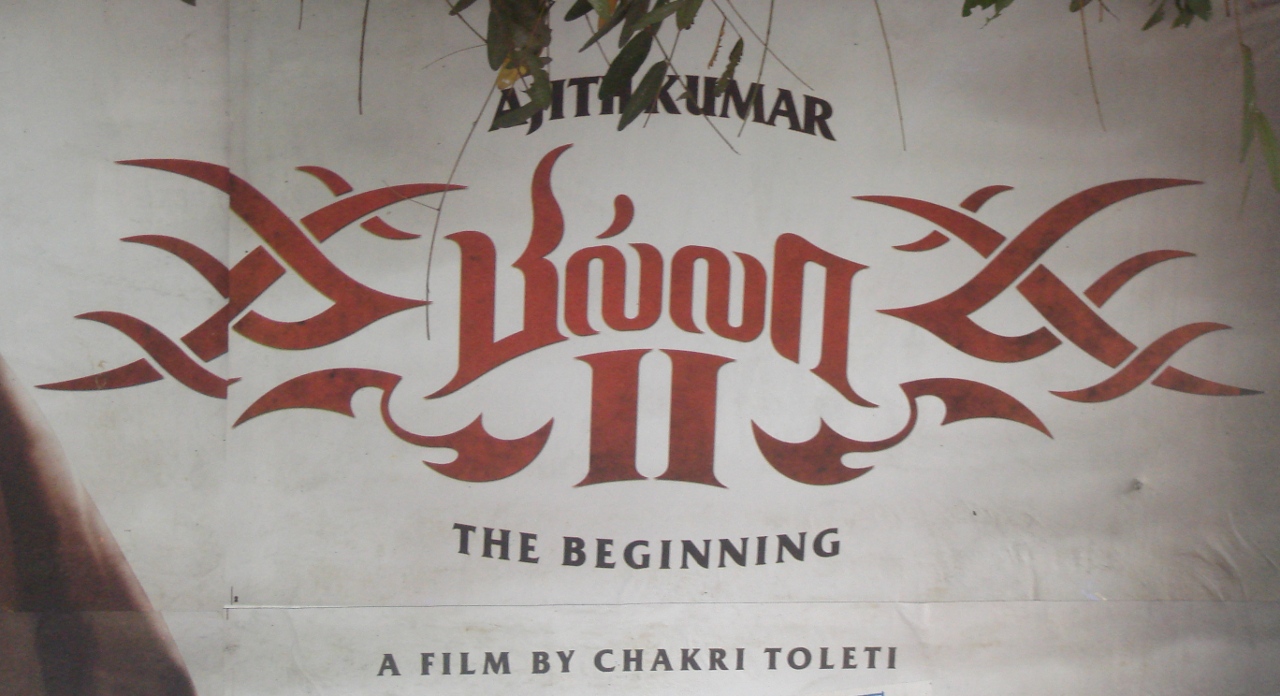 AJITH KUMAR
பில்லா
II
THE BEGINNING
A FILM BY CHAKRI TOLETI